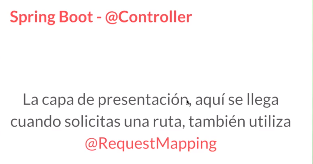 Spring Boot - @Controller
La capa de presentación, aquí se llega
cuando solicitas una ruta, también utiliza
@RequestMapping